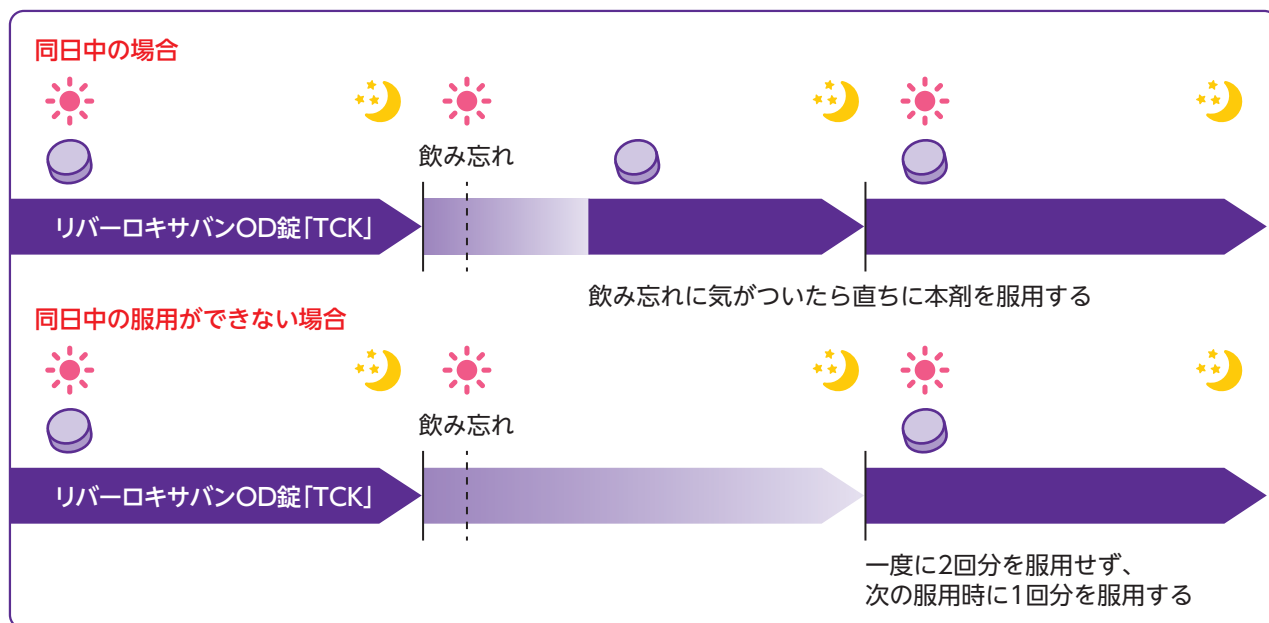 同日中の場合
飲み忘れ
リバーロキサバンOD錠「TCK」
飲み忘れに気がついたら直ちに本剤を服用する
同日中の服用ができない場合
飲み忘れ
リバーロキサバンOD錠「TCK」
一度に2回分を服用せず、
次の服用時に1回分を服用する